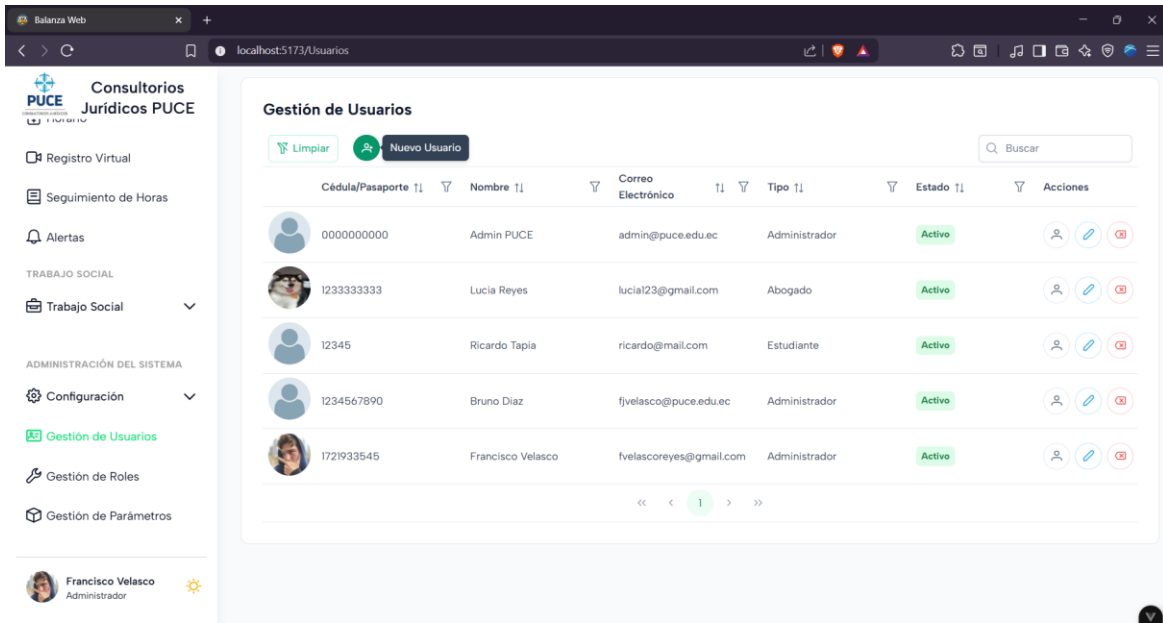 Balanza Web
localhost:5173/Usuarios
PUCE
Consultorios
Jurídicos PUCE
Horario
Registro Virtual
Seguimiento de Horas
Alertas
TRABAJO SOCIAL
Trabajo Social
ADMINISTRACIÓN DEL SISTEMA
Configuración
Gestión de Usuarios
Gestión de Roles
Gestión de Parámetros
Francisco Velasco
Administrador
Gestión de Usuarios
Limpiar
Nuevo Usuario
Buscar
Cédula/Pasaporte Nombre Correo Electrónico Tipo Estado Acciones
0000000000 Admin PUCE admin@puce.edu.ec Administrador Activo
1233333333 Lucia Reyes lucia123@gmail.com Abogado Activo
12345 Ricardo Tapia ricardo@mail.com Estudiante Activo
1234567890 Bruno Diaz fjvelasco@puce.edu.ec Administrador Activo
1721933545 Francisco Velasco fvelascoreyes@gmail.com Administrador Activo
« ‹ 1 › »